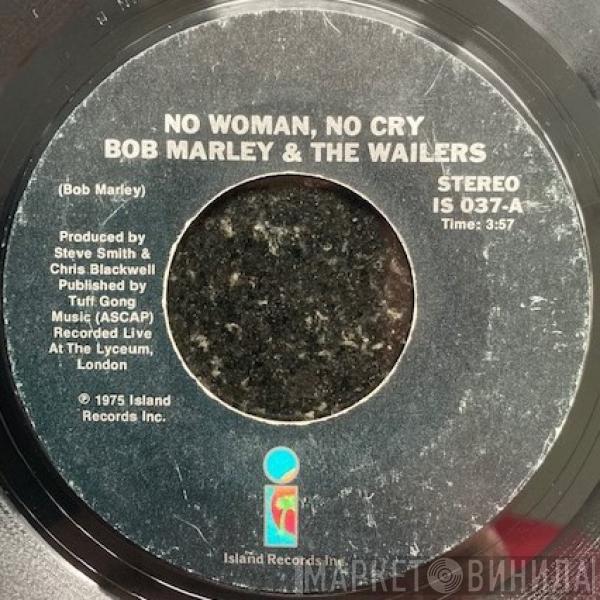 NO WOMAN, NO CRY
BOB MARLEY & THE WAILERS
(Bob Marley)
STEREO
IS 037-A
Time: 3:57
Produced by
Steve Smith &
Chris Blackwell
Published by
Tuff Gong
Music (ASCAP)
Recorded Live
At The Lyceum,
London
℗ 1975 Island
Records Inc.
Island Records Inc.
МАРКЕТ ВИНИЛА